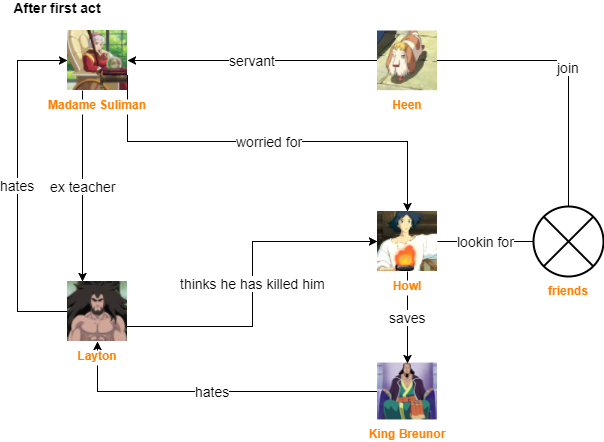 After first act
servant
join
Madame Suliman
Heen
worried for
hates
ex teacher
lookin for
thinks he has killed him
Howl
friends
saves
Layton
hates
King Breunor